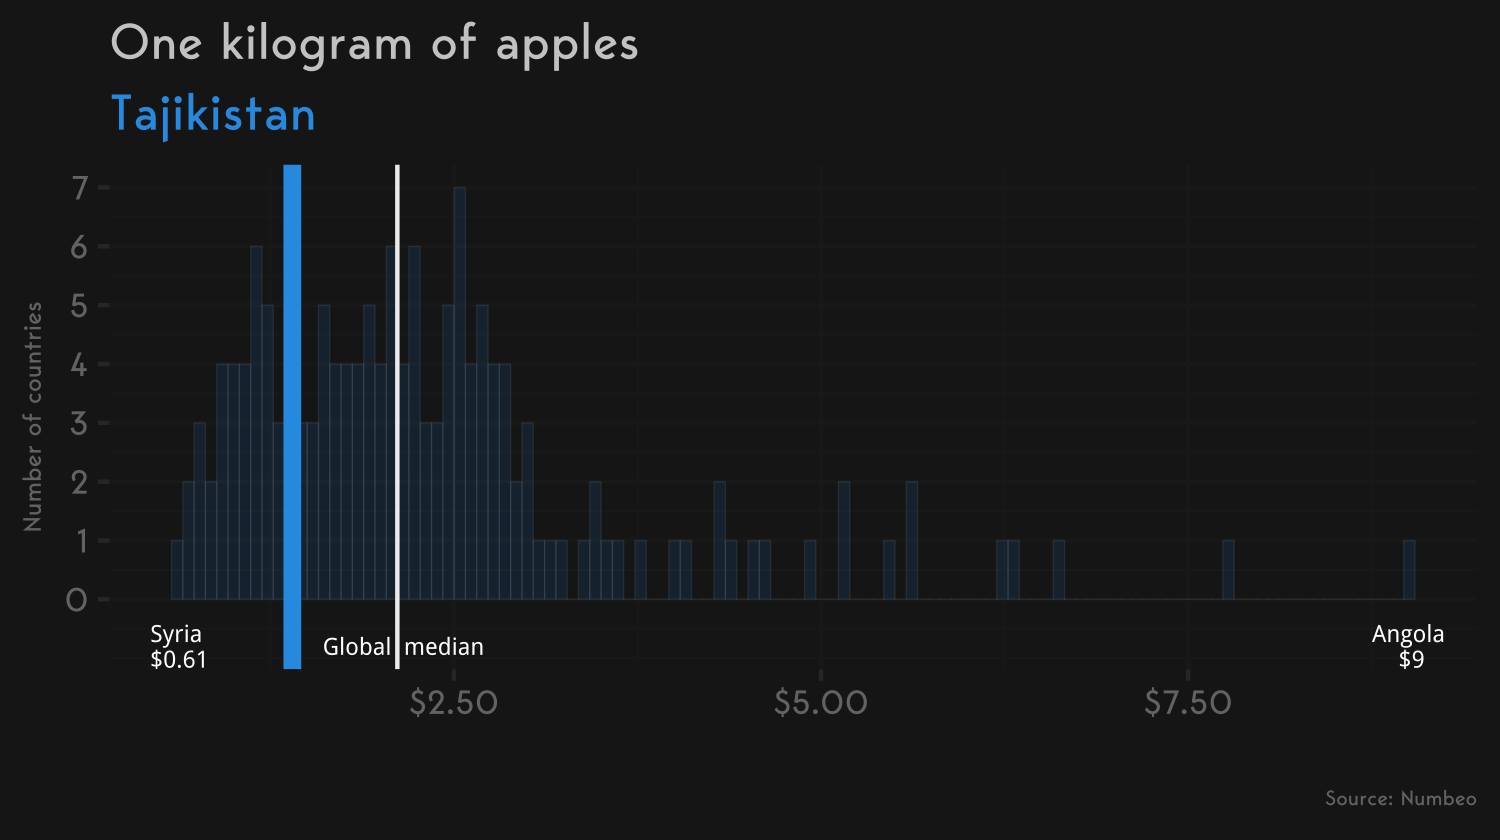 One kilogram of apples
Tajikistan
Number of countries
7
6
5
4
3
2
1
0
Syria
$0.61
Global median
Angola
$9
$2.50
$5.00
$7.50
Source: Numbeo